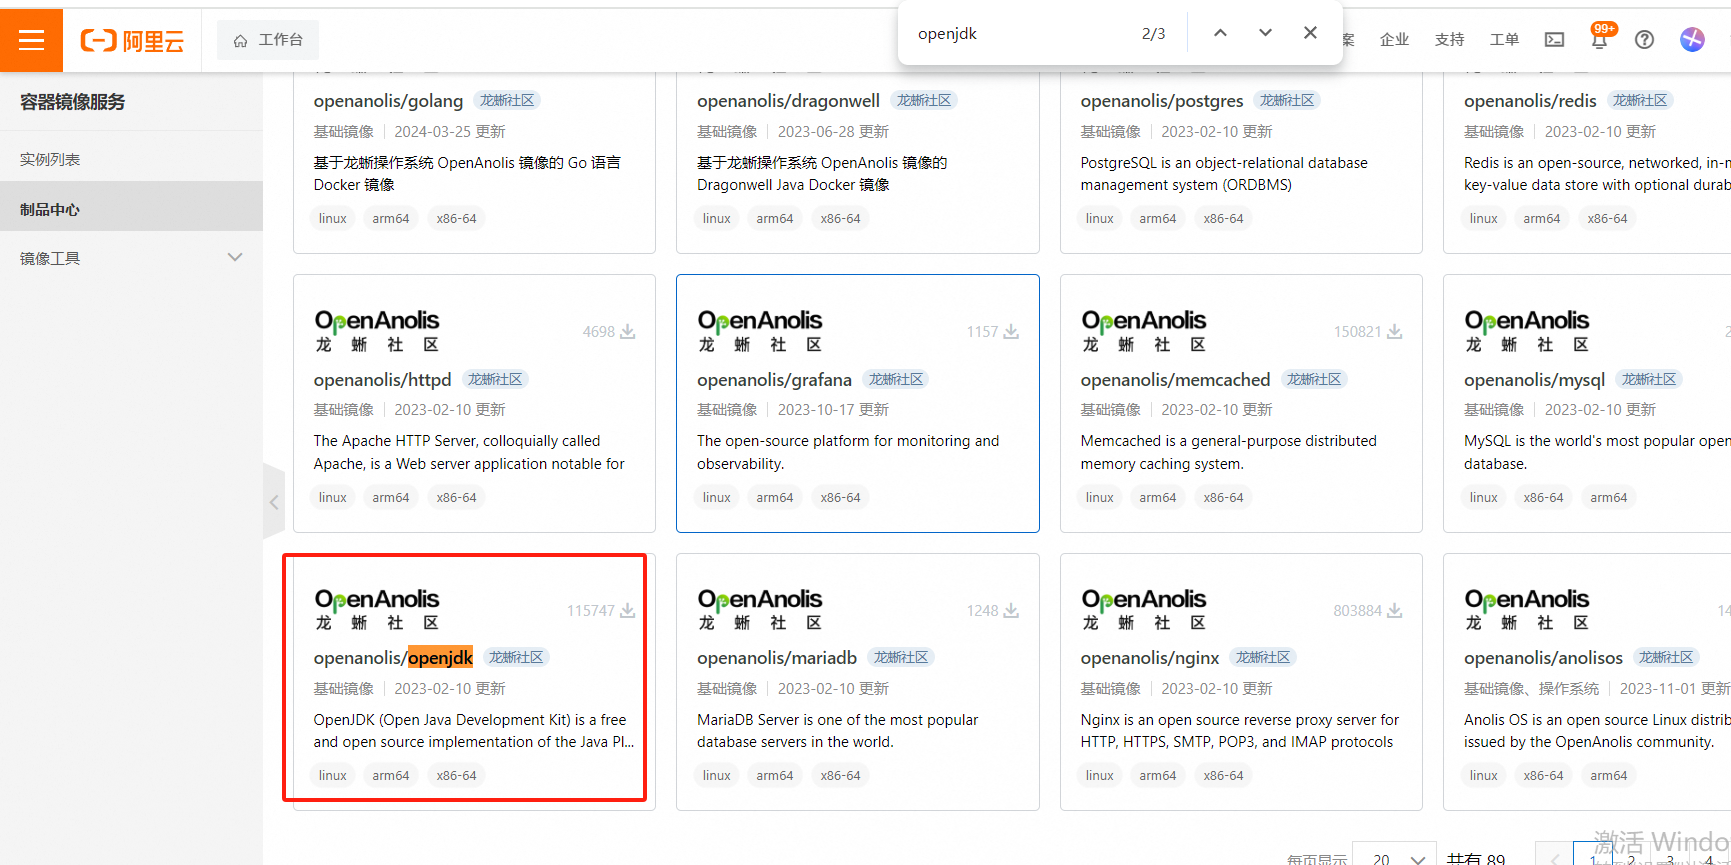 阿里云
工作台
openjdk
2/3
案
企业
支持
工单
99+
容器镜像服务
实例列表
制品中心
镜像工具
openanolis/golang 龙蜥社区
基础镜像 2024-03-25 更新
基于龙蜥操作系统 OpenAnolis 镜像的 Go 语言
Docker 镜像
linux arm64 x86-64
openanolis/dragonwell 龙蜥社区
基础镜像 2023-06-28 更新
基于龙蜥操作系统 OpenAnolis 镜像的
Dragonwell Java Docker 镜像
linux arm64 x86-64
openanolis/postgres 龙蜥社区
基础镜像 2023-02-10 更新
PostgreSQL is an object-relational database
management system (ORDBMS)
linux arm64 x86-64
openanolis/redis 龙蜥社区
基础镜像 2023-02-10 更新
Redis is an open-source, networked, in-m
key-value data store with optional durab
linux arm64 x86-64
OpenAnolis
龙蜥社区
4698
openanolis/httpd 龙蜥社区
基础镜像 2023-02-10 更新
The Apache HTTP Server, colloquially called
Apache, is a Web server application notable for
linux arm64 x86-64
OpenAnolis
龙蜥社区
1157
openanolis/grafana 龙蜥社区
基础镜像 2023-10-17 更新
The open-source platform for monitoring and
observability.
linux arm64 x86-64
OpenAnolis
龙蜥社区
150821
openanolis/memcached 龙蜥社区
基础镜像 2023-02-10 更新
Memcached is a general-purpose distributed
memory caching system.
linux arm64 x86-64
OpenAnolis
龙蜥社区
2
openanolis/mysql 龙蜥社区
基础镜像 2023-02-10 更新
MySQL is the world's most popular open
database.
linux x86-64 arm64
OpenAnolis
龙蜥社区
115747
openanolis/openjdk 龙蜥社区
基础镜像 2023-02-10 更新
OpenJDK (Open Java Development Kit) is a free
and open source implementation of the Java Pl...
linux arm64 x86-64
OpenAnolis
龙蜥社区
1248
openanolis/mariadb 龙蜥社区
基础镜像 2023-02-10 更新
MariaDB Server is one of the most popular
database servers in the world.
linux arm64 x86-64
OpenAnolis
龙蜥社区
803884
openanolis/nginx 龙蜥社区
基础镜像 2023-02-10 更新
Nginx is an open source reverse proxy server for
HTTP, HTTPS, SMTP, POP3, and IMAP protocols
linux arm64 x86-64
OpenAnolis
龙蜥社区
14
openanolis/anolisos 龙蜥社区
基础镜像、操作系统 2023-11-01 更新
Anolis OS is an open source Linux distrib
issued by the OpenAnolis community.
linux x86-64 arm64
激活 Windo
每页显示 20 共有 89 1 2 3 4